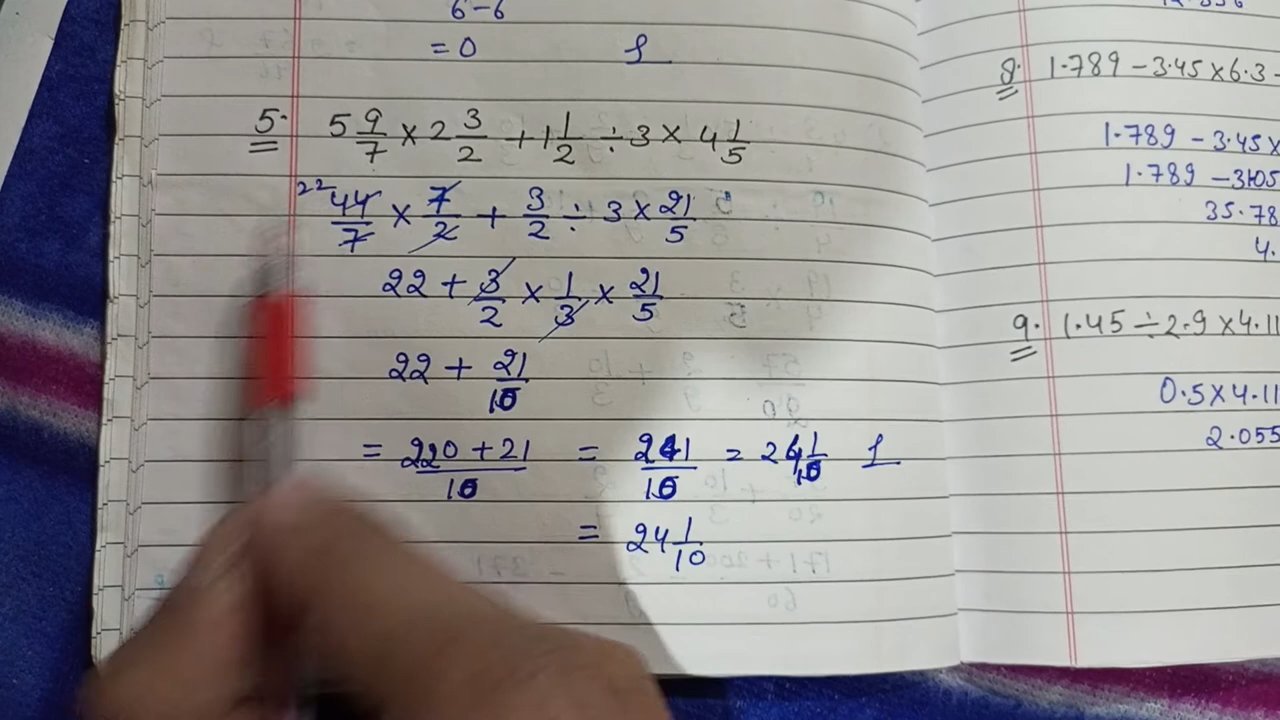 6-6
= 0
5. 5 9/7 × 2 3/2 + 1 1/2 ÷ 3 × 4 1/5
22 44/7 × 7/2 + 3/2 ÷ 3 × 21/5
22 + 3/2 × 1/3 × 21/5
22 + 21/10
= 220 + 21/10 = 241/10 = 24 1/10
= 24 1/10
8. 1.789 - 3.45 × 6.3 -
1.789 - 3.45 ×
1.789 - 3105
35.78
4.
9. 1.45 ÷ 2.9 × 4.11
0.5 × 4.11
2.055